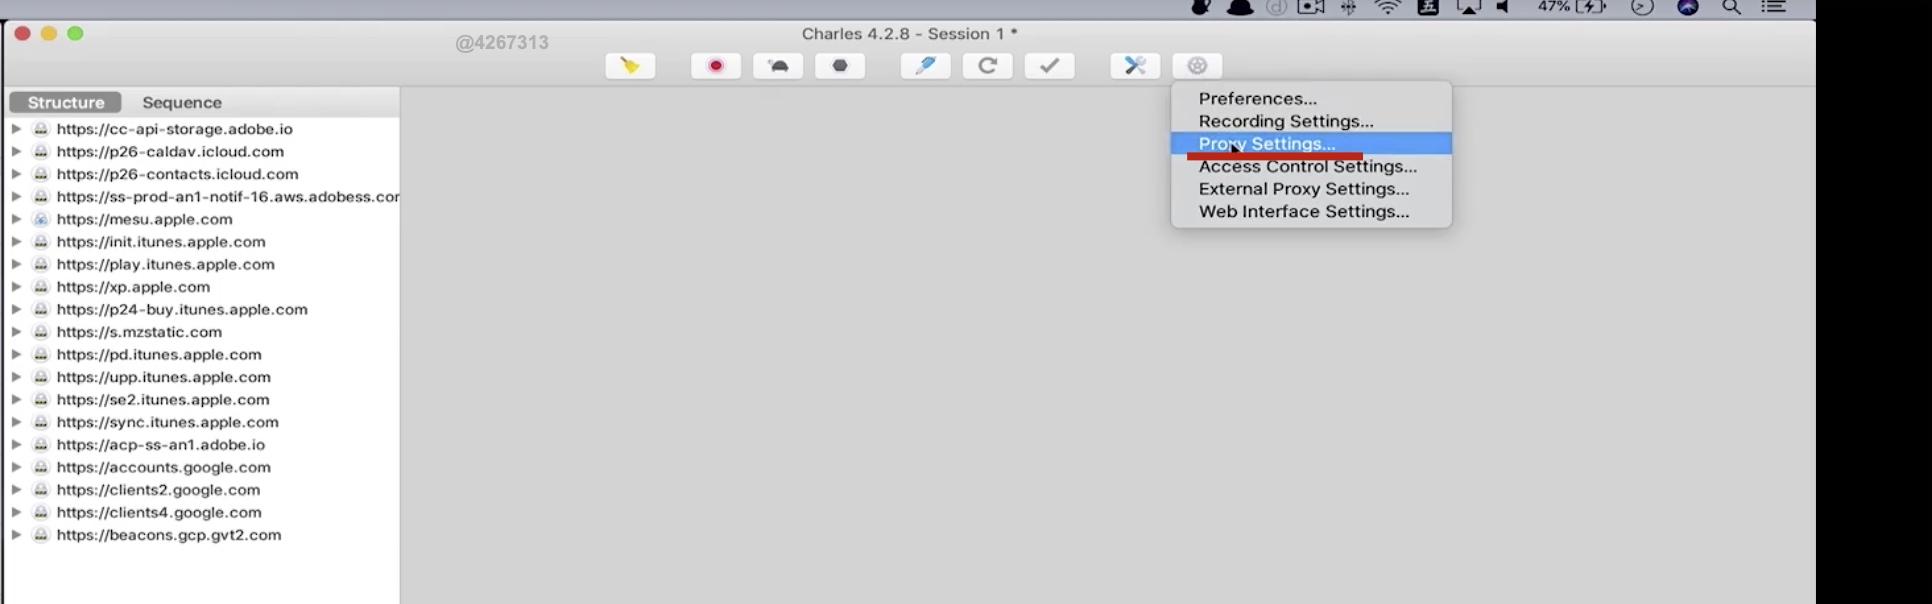 47%
五
Charles 4.2.8 - Session 1 *
@4267313
Structure
Sequence
Preferences...
Recording Settings...
Proxy Settings...
Access Control Settings...
External Proxy Settings...
Web Interface Settings...
https://cc-api-storage.adobe.io
https://p26-caldav.icloud.com
https://p26-contacts.icloud.com
https://ss-prod-an1-notif-16.aws.adobess.cor
https://mesu.apple.com
https://init.itunes.apple.com
https://play.itunes.apple.com
https://xp.apple.com
https://p24-buy.itunes.apple.com
https://s.mzstatic.com
https://pd.itunes.apple.com
https://upp.itunes.apple.com
https://se2.itunes.apple.com
https://sync.itunes.apple.com
https://acp-ss-an1.adobe.io
https://accounts.google.com
https://clients2.google.com
https://clients4.google.com
https://beacons.gcp.gvt2.com